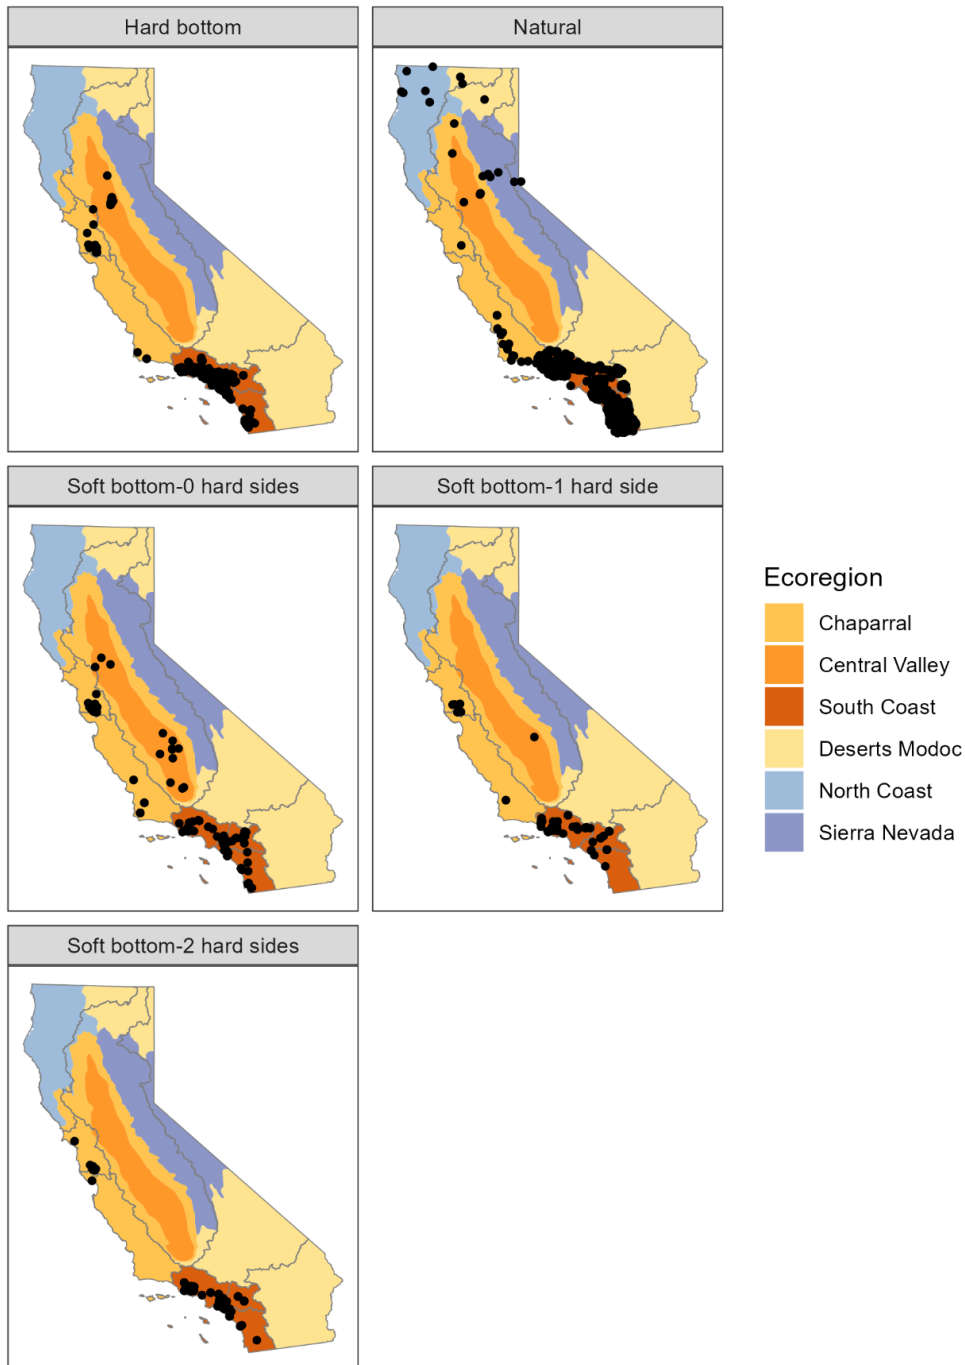 Hard bottom
Natural
Soft bottom-0 hard sides
Soft bottom-1 hard side
Ecoregion
Chaparral
Central Valley
South Coast
Deserts Modoc
North Coast
Sierra Nevada
Soft bottom-2 hard sides